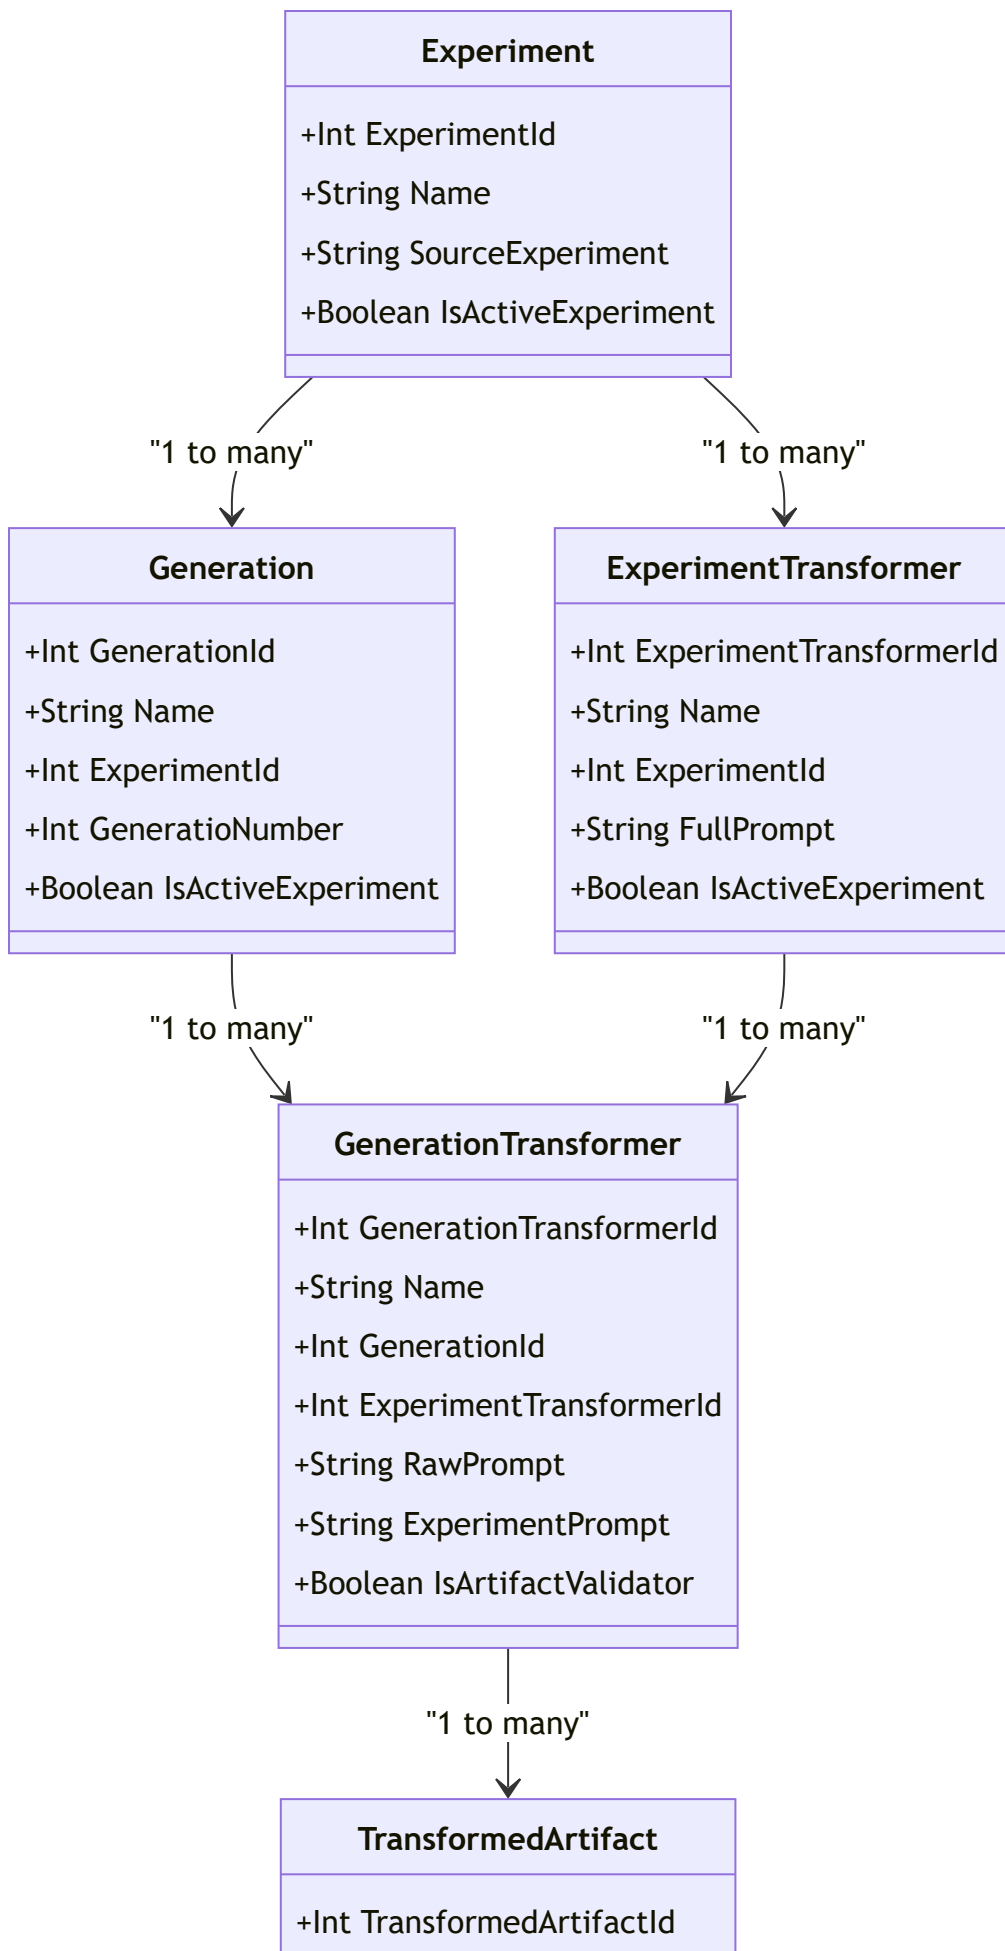 Experiment
+Int ExperimentId
+String Name
+String SourceExperiment
+Boolean IsActiveExperiment
"1 to many"
"1 to many"
Generation
+Int GenerationId
+String Name
+Int ExperimentId
+Int GeneratioNumber
+Boolean IsActiveExperiment
ExperimentTransformer
+Int ExperimentTransformerId
+String Name
+Int ExperimentId
+String FullPrompt
+Boolean IsActiveExperiment
"1 to many"
"1 to many"
GenerationTransformer
+Int GenerationTransformerId
+String Name
+Int GenerationId
+Int ExperimentTransformerId
+String RawPrompt
+String ExperimentPrompt
+Boolean IsArtifactValidator
"1 to many"
TransformedArtifact
+Int TransformedArtifactId